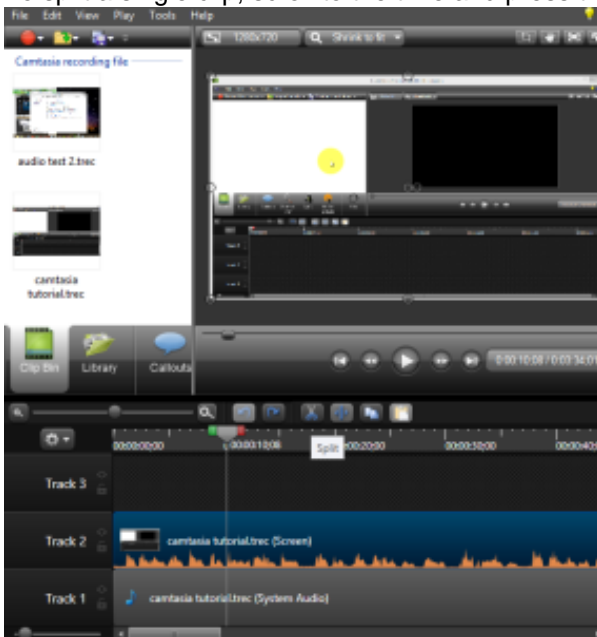 File Edit View Play Tools Help
1280x720 Shrink to fit
Camtasia recording file
audio test 2.trec
camtasia
tutorial.trec
Clip Bin Library Callouts
0:00:10;08 / 0:03:34;01
00:00:00;00 00:00:10;08 00:00:20;00 00:00:30;00 00:00:40;0
Split
Track 3
Track 2 camtasia tutorial.trec (Screen)
Track 1 camtasia tutorial.trec (System Audio)